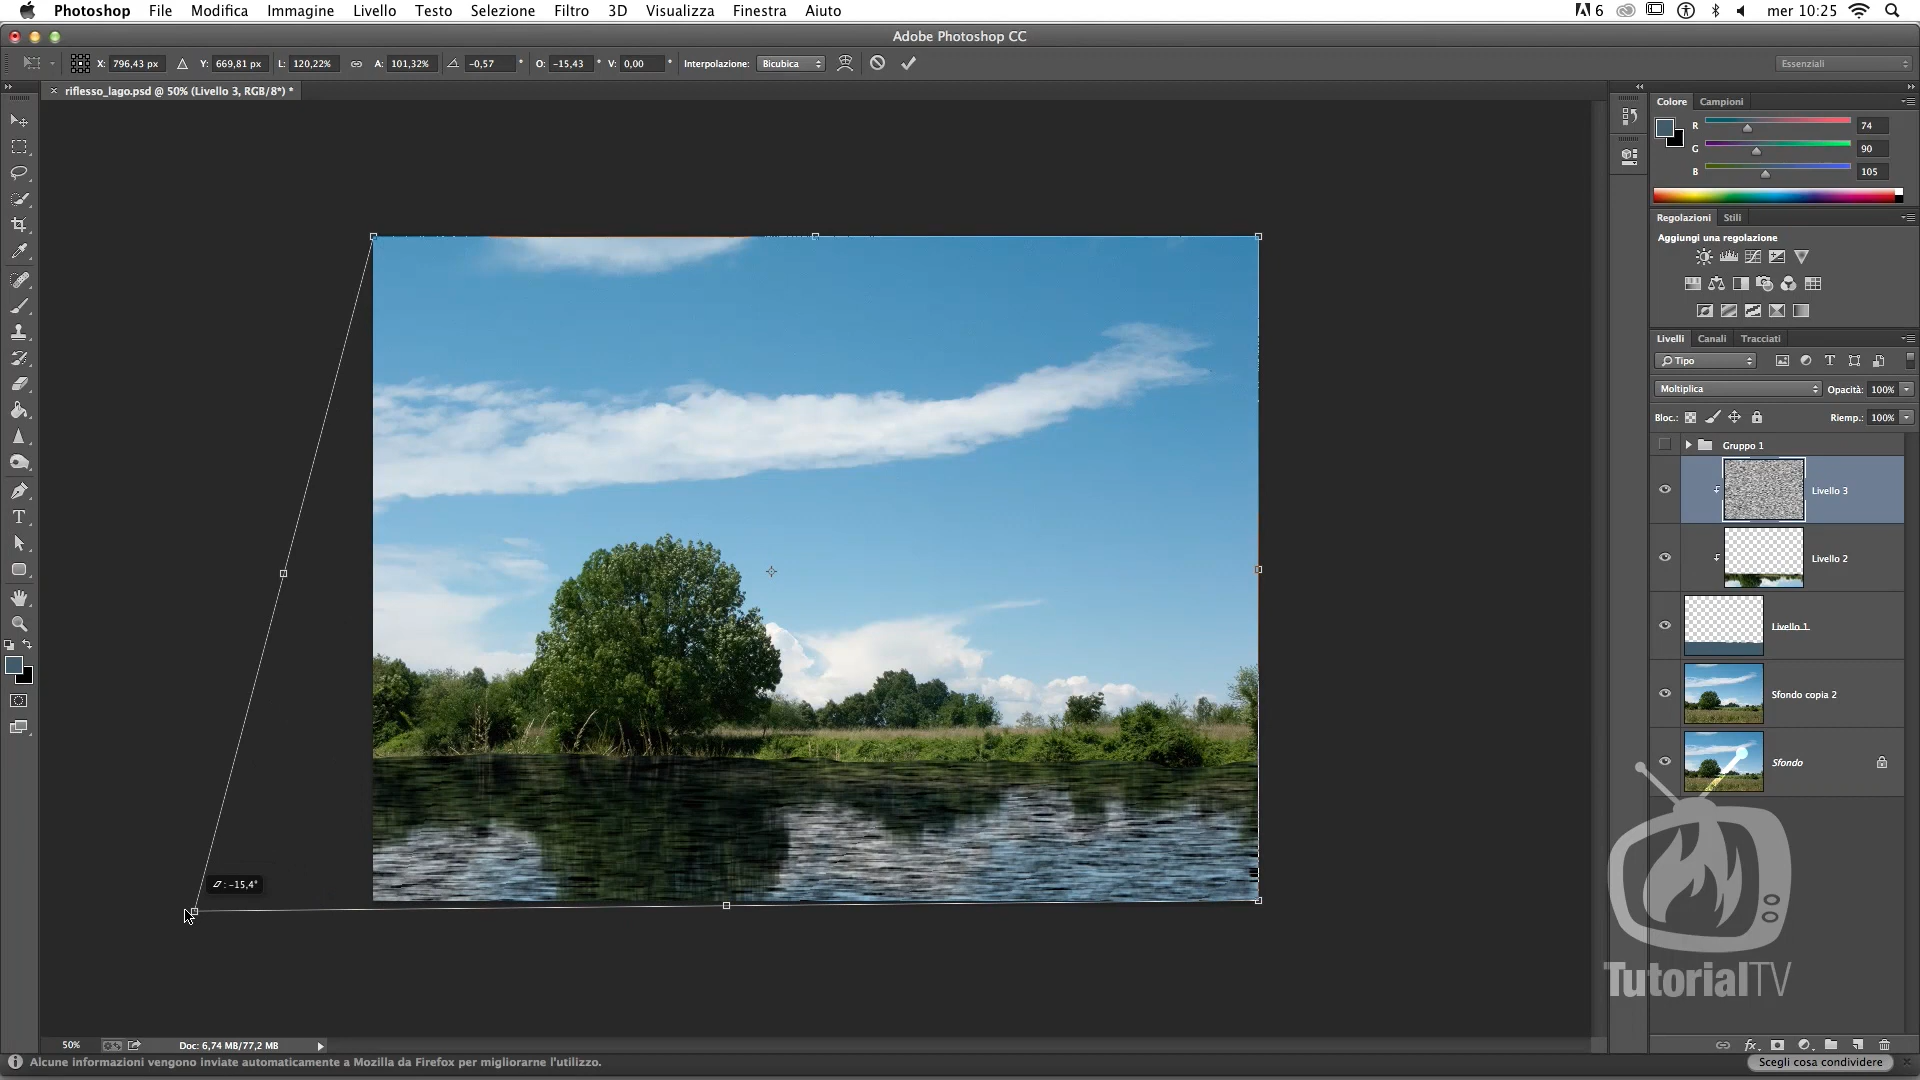 Photoshop File Modifica Immagine Livello Testo Selezione Filtro 3D Visualizza Finestra Aiuto 6 mer 10:25
Adobe Photoshop CC
X: 796,43 px Y: 669,81 px L: 120,22% A: 101,32% -0,57 ° O: -15,43 ° V: 0,00 ° Interpolazione: Bicubica Essenziali
× riflesso_lago.psd @ 50% (Livello 3, RGB/8*) *
Colore Campioni
R 74
G 90
B 105
Regolazioni Stili
Aggiungi una regolazione
Livelli Canali Tracciati
Tipo
Moltiplica Opacità: 100%
Bloc.: Riemp.: 100%
Gruppo 1
Livello 3
Livello 2
Livello 1
Sfondo copia 2
Sfondo
: -15,4°
TutorialTV
50% Doc: 6,74 MB/77,2 MB
Alcune informazioni vengono inviate automaticamente a Mozilla da Firefox per migliorarne l'utilizzo. Scegli cosa condividere